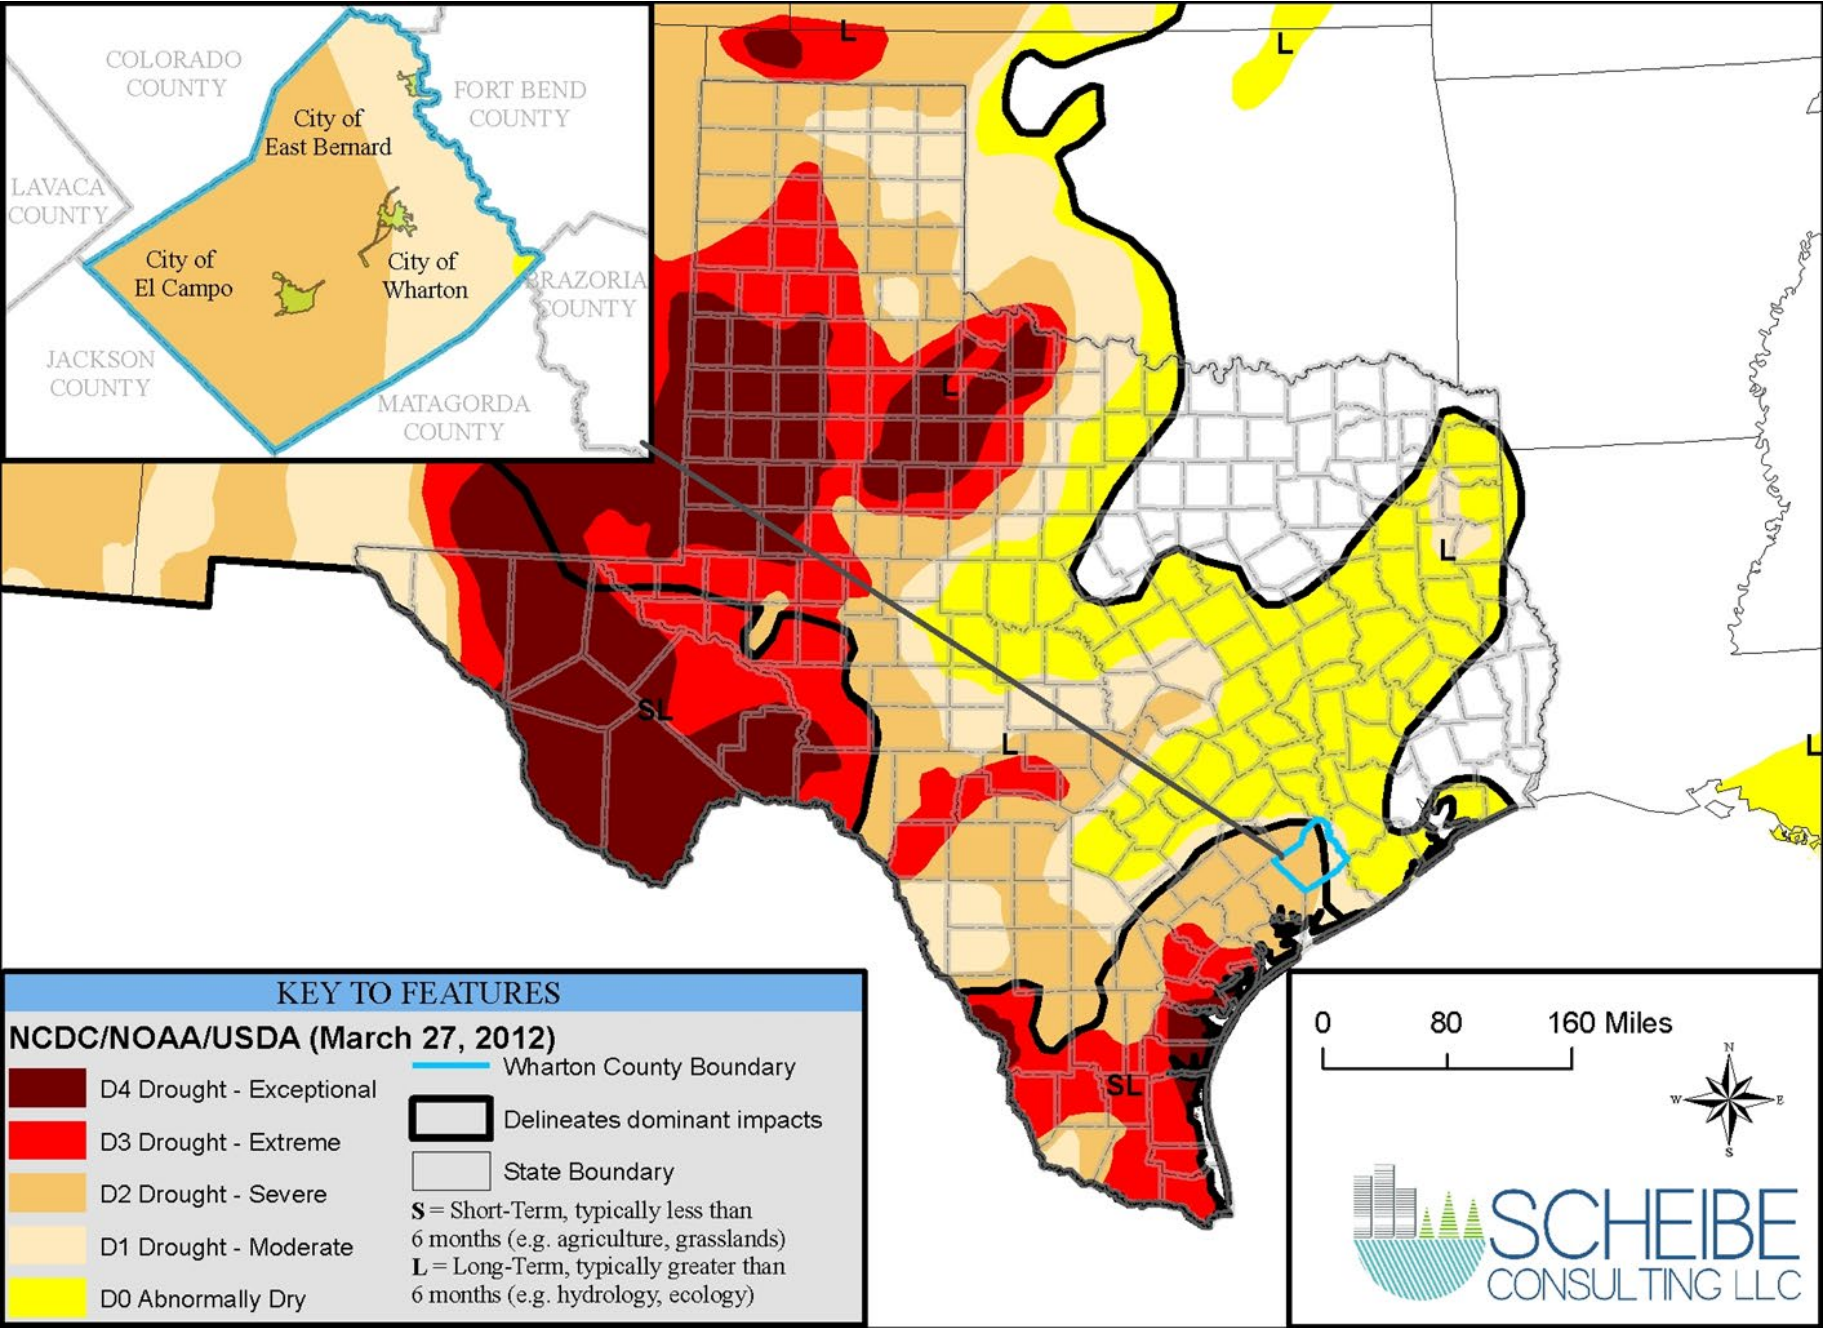 COLORADO
COUNTY
FORT BEND
COUNTY
City of
East Bernard
LAVACA
COUNTY
City of
El Campo
City of
Wharton
BRAZORIA
COUNTY
JACKSON
COUNTY
MATAGORDA
COUNTY
L
L
L
L
SL
L
L
SL
KEY TO FEATURES
NCDC/NOAA/USDA (March 27, 2012)
D4 Drought - Exceptional
D3 Drought - Extreme
D2 Drought - Severe
D1 Drought - Moderate
D0 Abnormally Dry
Wharton County Boundary
Delineates dominant impacts
State Boundary
S = Short-Term, typically less than
6 months (e.g. agriculture, grasslands)
L = Long-Term, typically greater than
6 months (e.g. hydrology, ecology)
0 80 160 Miles
N
W E
S
SCHEIBE
CONSULTING LLC